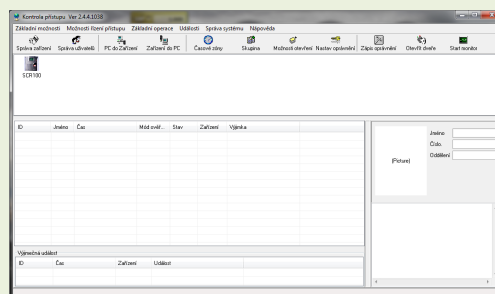 Kontrola přístupu Ver 2.4.4.1038
Základní možnosti Možnosti řízení přístupu Základní operace Události Správa systému Nápověda
Správa zařízení Správa uživatelů PC do Zařízení Zařízení do PC Časové zóny Skupina Možnosti otevření Nastav oprávnění Zápis oprávnění Otevřít dveře Start monitor
SCR100
ID Jméno Čas Mód ověř... Stav Zařízení Výjimka
(Picture)
Jméno
Číslo.
Oddělení
Výjimečná událost
ID Čas Zařízení Událost